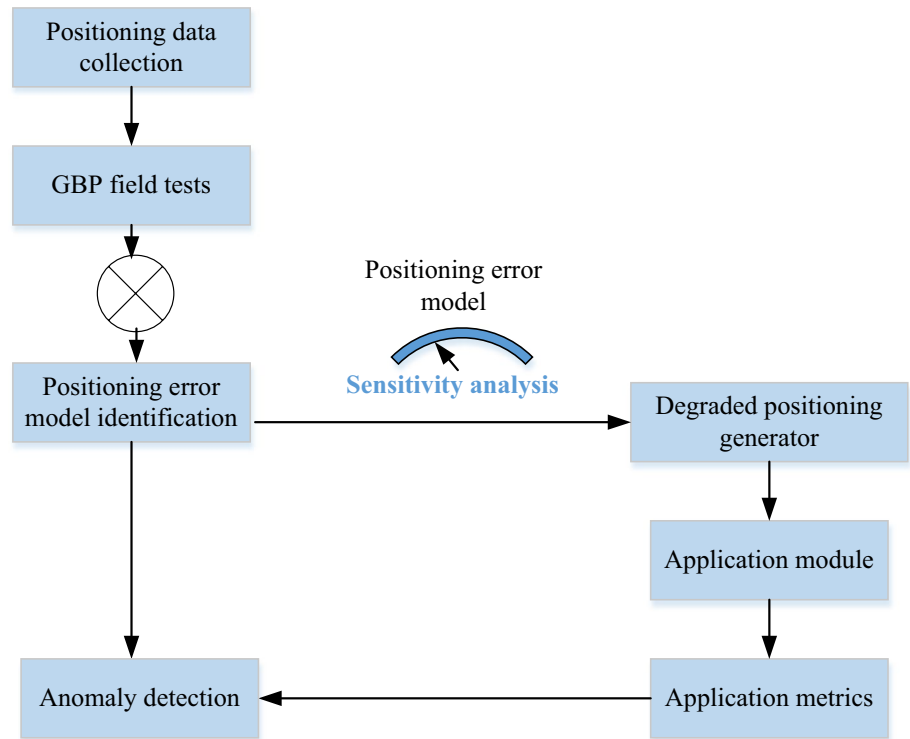 Positioning data
collection
GBP field tests
Positioning error
model
Sensitivity analysis
Positioning error
model identification
Degraded positioning
generator
Application module
Anomaly detection
Application metrics